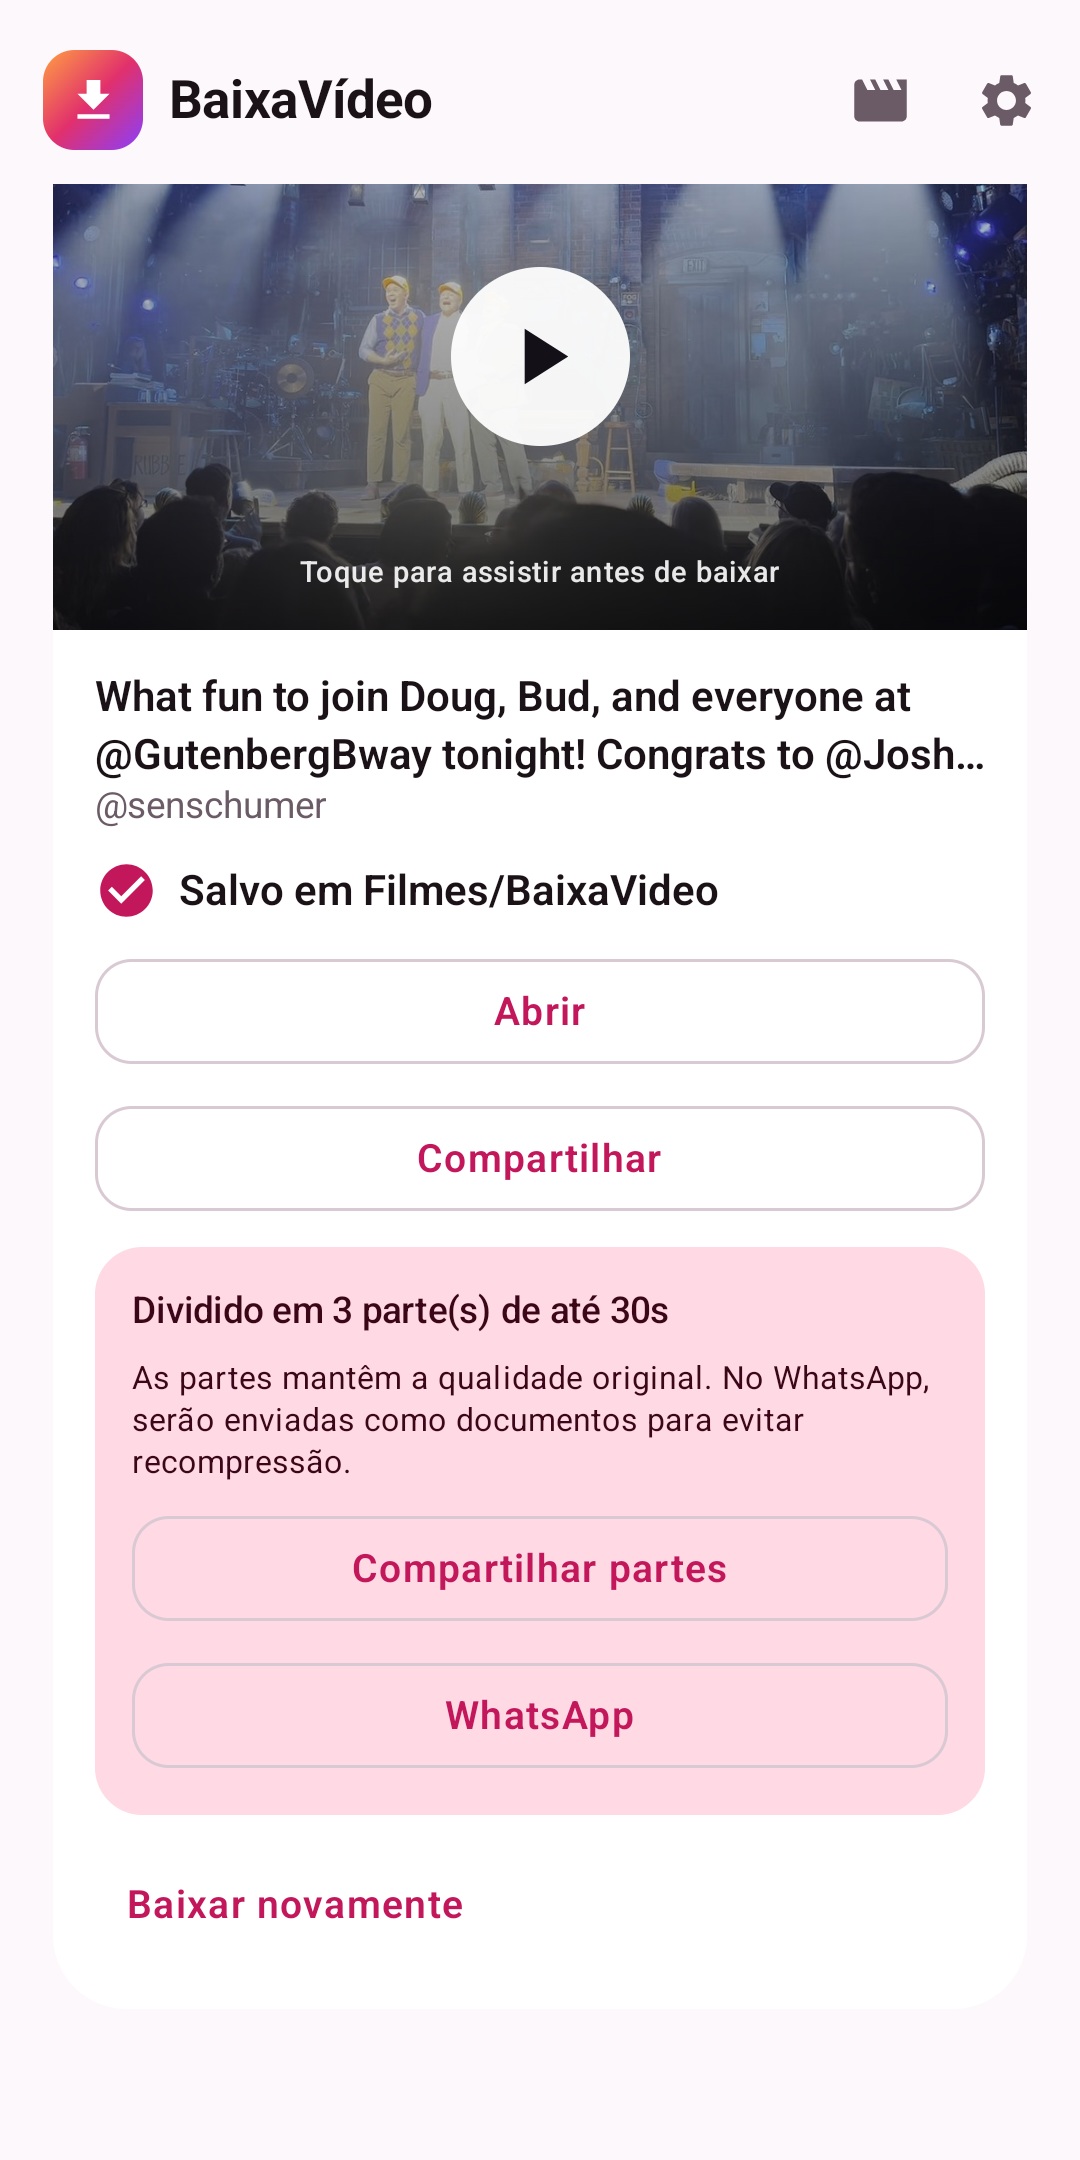 BaixaVídeo
Toque para assistir antes de baixar
What fun to join Doug, Bud, and everyone at
@GutenbergBway tonight! Congrats to @Josh…
@senschumer
Salvo em Filmes/BaixaVideo
Abrir
Compartilhar
Dividido em 3 parte(s) de até 30s
As partes mantêm a qualidade original. No WhatsApp,
serão enviadas como documentos para evitar
recompressão.
Compartilhar partes
WhatsApp
Baixar novamente